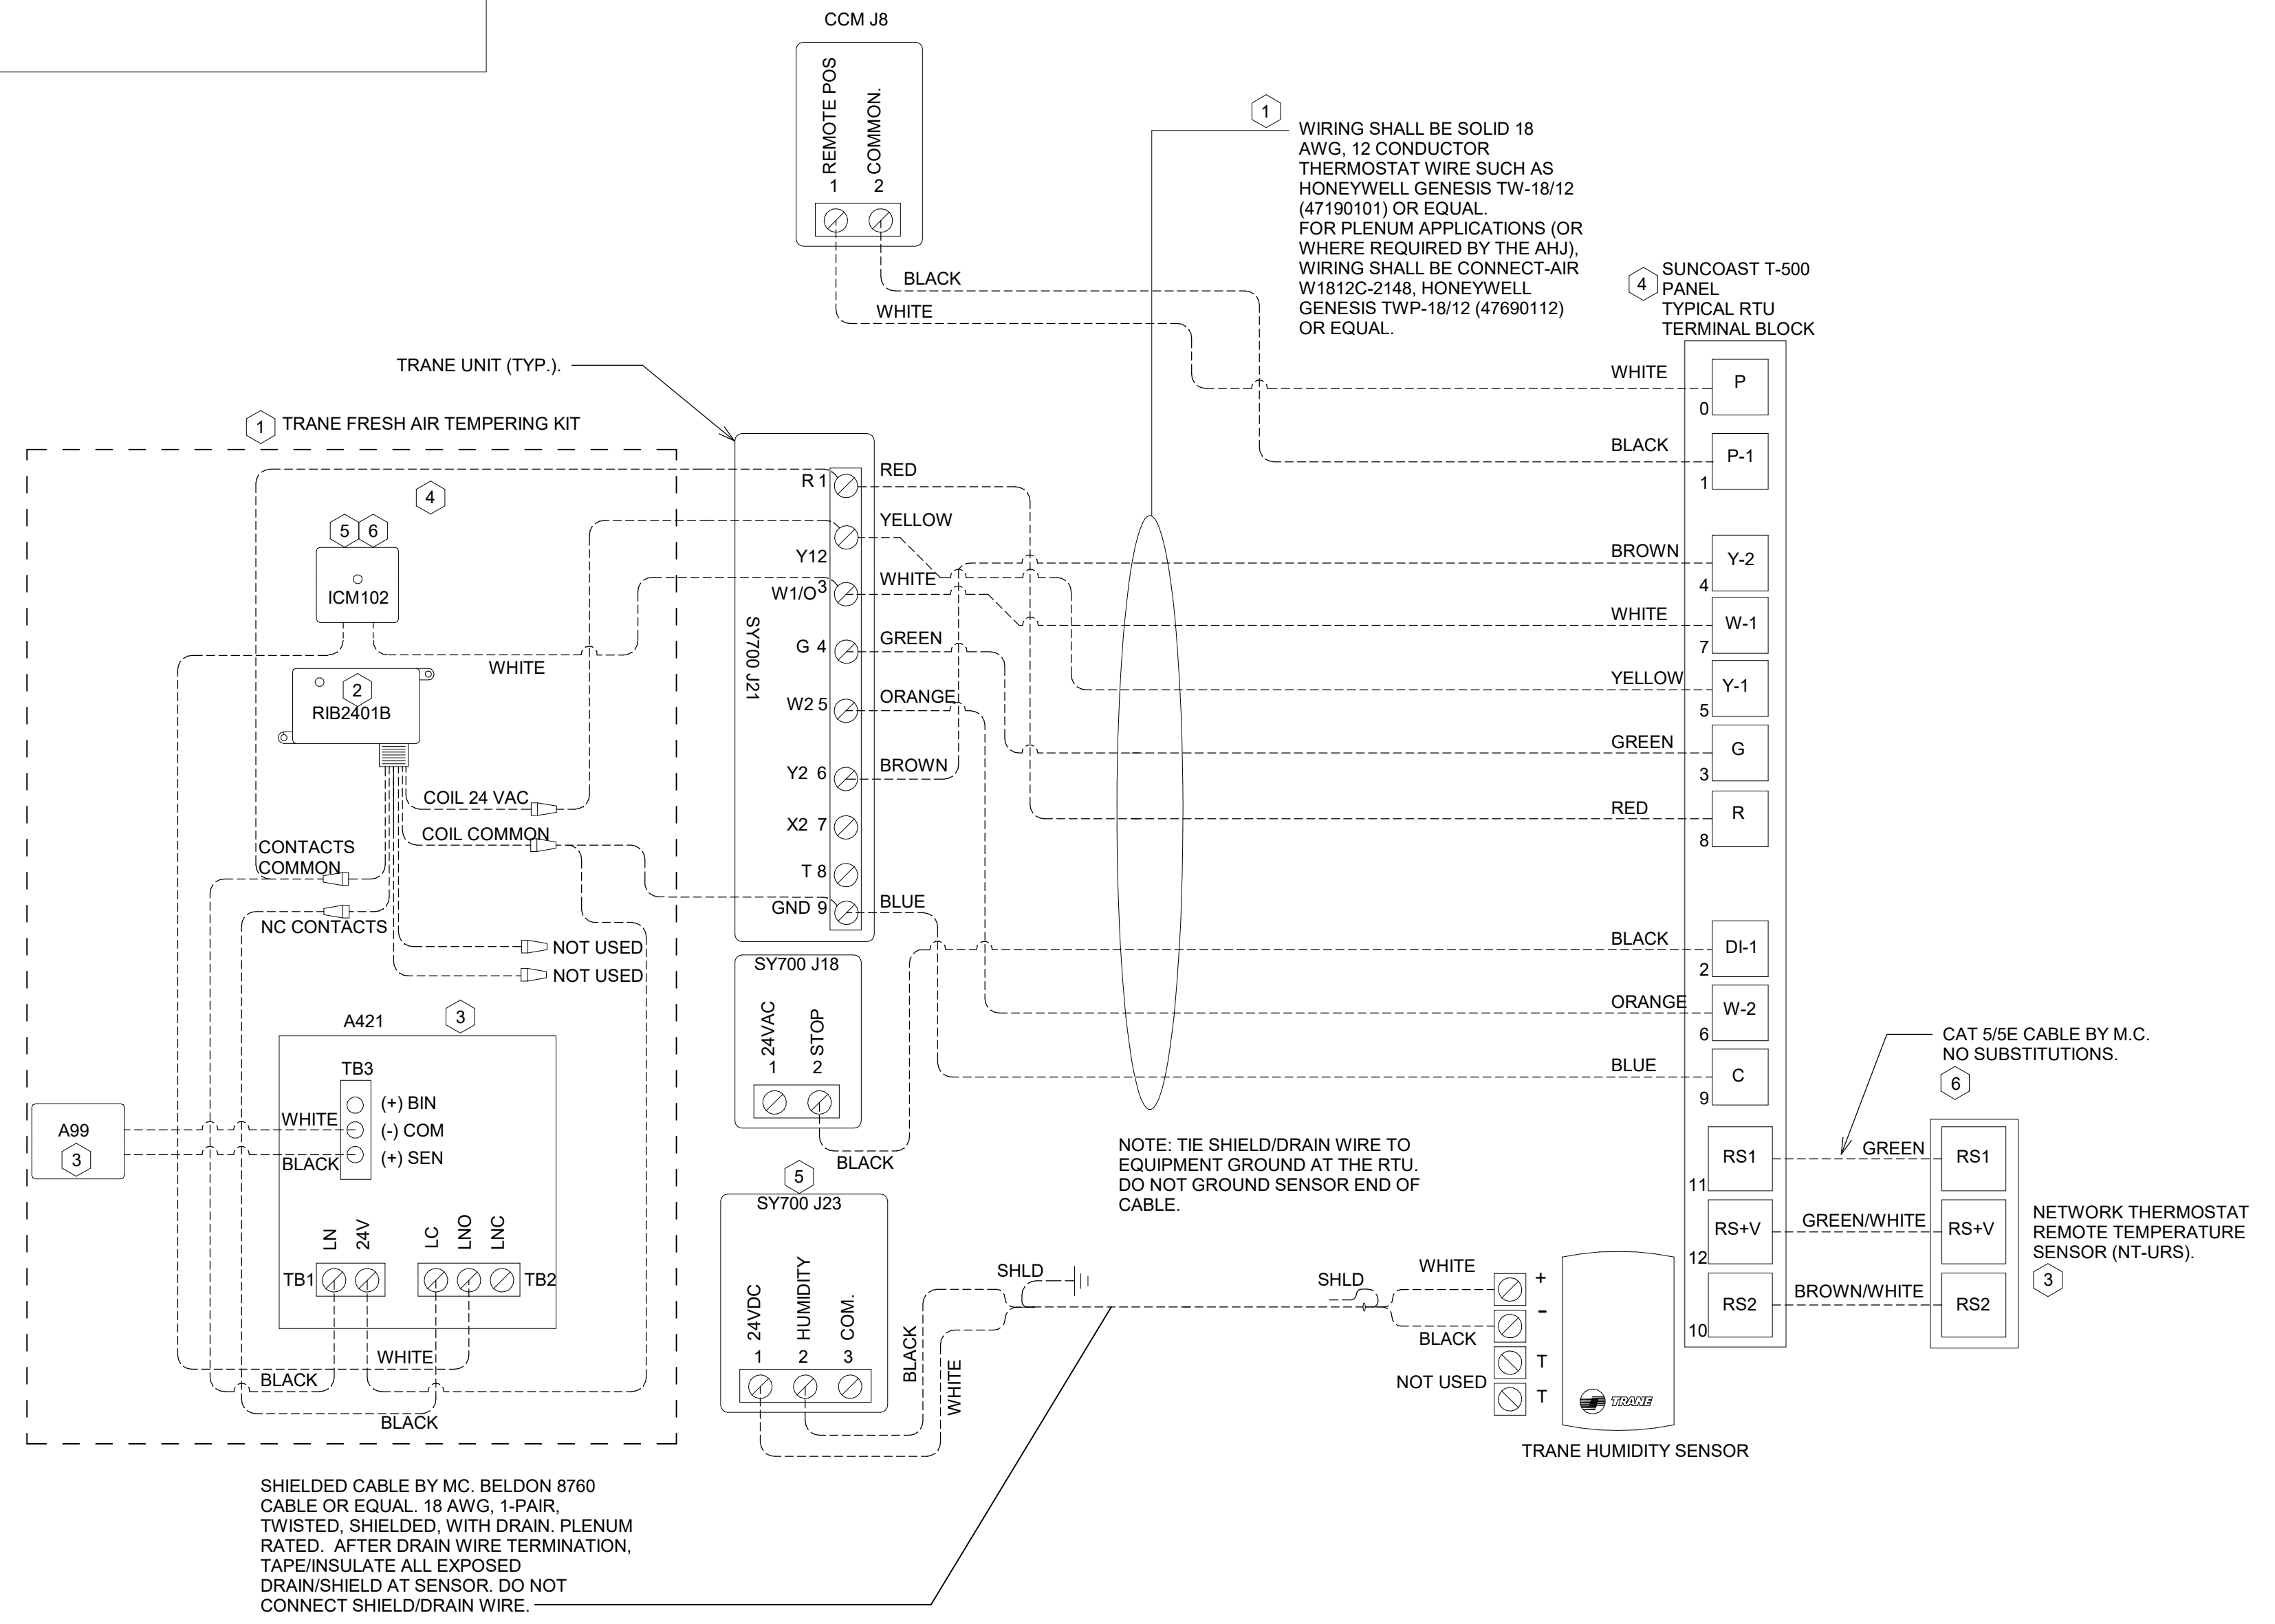 CCM J8
REMOTE POS
COMMON.
1 2
BLACK
WHITE
1
WIRING SHALL BE SOLID 18
AWG, 12 CONDUCTOR
THERMOSTAT WIRE SUCH AS
HONEYWELL GENESIS TW-18/12
(47190101) OR EQUAL.
FOR PLENUM APPLICATIONS (OR
WHERE REQUIRED BY THE AHJ),
WIRING SHALL BE CONNECT-AIR
W1812C-2148, HONEYWELL
GENESIS TWP-18/12 (47690112)
OR EQUAL.
4
SUNCOAST T-500
PANEL
TYPICAL RTU
TERMINAL BLOCK
TRANE UNIT (TYP.).
1 TRANE FRESH AIR TEMPERING KIT
4
5 6
ICM102
WHITE
2
RIB2401B
COIL 24 VAC
COIL COMMON
CONTACTS
COMMON
NC CONTACTS
NOT USED
NOT USED
A421
3
TB3
(+) BIN
(-) COM
(+) SEN
WHITE
BLACK
A99
3
LN
24V
LC
LNO
LNC
TB1
TB2
WHITE
BLACK
BLACK
SY700 J21
R 1 RED
YELLOW
Y12
W1/O 3 WHITE
G 4 GREEN
W2 5 ORANGE
Y2 6 BROWN
X2 7
T 8
GND 9 BLUE
SY700 J18
24VAC
STOP
1 2
BLACK
5
SY700 J23
24VDC
HUMIDITY
COM.
1 2 3
BLACK
WHITE
SHLD
SHLD
NOTE: TIE SHIELD/DRAIN WIRE TO
EQUIPMENT GROUND AT THE RTU.
DO NOT GROUND SENSOR END OF
CABLE.
WHITE P
0
BLACK P-1
1
BROWN Y-2
4
WHITE W-1
7
YELLOW Y-1
5
GREEN G
3
RED R
8
BLACK DI-1
2
ORANGE W-2
6
BLUE C
9
RS1 GREEN RS1
11
RS+V GREEN/WHITE RS+V
12
RS2 BROWN/WHITE RS2
10
CAT 5/5E CABLE BY M.C.
NO SUBSTITUTIONS.
6
NETWORK THERMOSTAT
REMOTE TEMPERATURE
SENSOR (NT-URS).
3
WHITE +
-
BLACK
T
NOT USED
T
TRANE
TRANE HUMIDITY SENSOR
SHIELDED CABLE BY MC. BELDON 8760
CABLE OR EQUAL. 18 AWG, 1-PAIR,
TWISTED, SHIELDED, WITH DRAIN. PLENUM
RATED. AFTER DRAIN WIRE TERMINATION,
TAPE/INSULATE ALL EXPOSED
DRAIN/SHIELD AT SENSOR. DO NOT
CONNECT SHIELD/DRAIN WIRE.